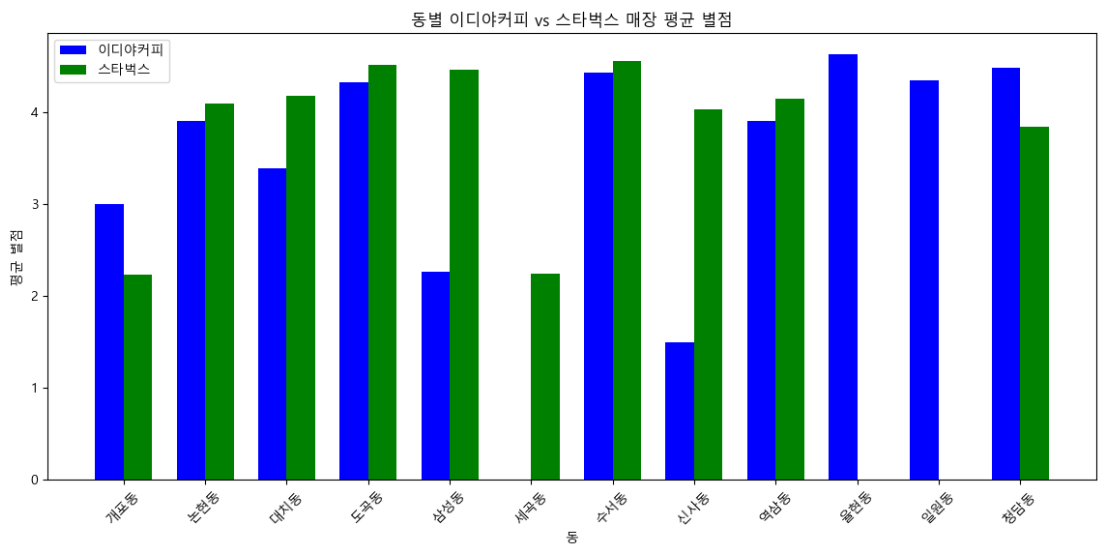 동별 이디야커피 vs 스타벅스 매장 평균 별점
이디야커피
스타벅스
평균 별점
4
3
2
1
0
개포동 논현동 대치동 도곡동 삼성동 세곡동 수서동 신사동 역삼동 율현동 일원동 청담동
동